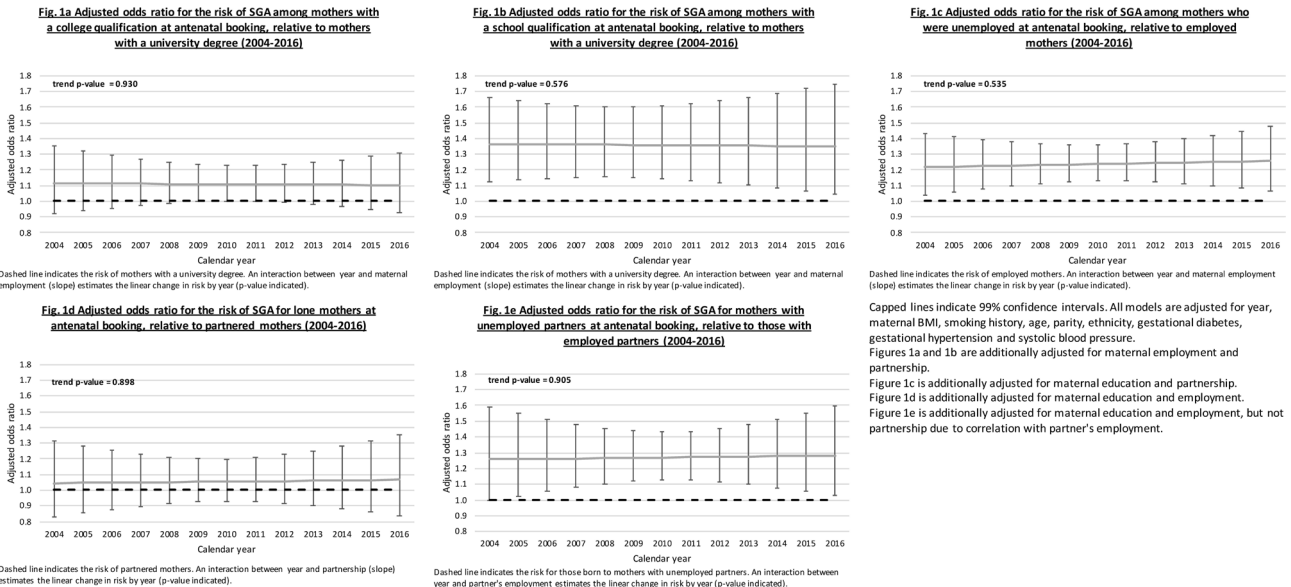 Fig. 1a Adjusted odds ratio for the risk of SGA among mothers with
a college qualification at antenatal booking, relative to mothers
with a university degree (2004-2016)
trend p-value = 0.930
Adjusted odds ratio
1.8
1.7
1.6
1.5
1.4
1.3
1.2
1.1
1.0
0.9
0.8
2004 2005 2006 2007 2008 2009 2010 2011 2012 2013 2014 2015 2016
Calendar year
Dashed line indicates the risk of mothers with a university degree. An interaction between year and maternal
employment (slope) estimates the linear change in risk by year (p-value indicated).
Fig. 1b Adjusted odds ratio for the risk of SGA among mothers with
a school qualification at antenatal booking, relative to mothers
with a university degree (2004-2016)
trend p-value = 0.576
Adjusted odds ratio
1.8
1.7
1.6
1.5
1.4
1.3
1.2
1.1
1.0
0.9
0.8
2004 2005 2006 2007 2008 2009 2010 2011 2012 2013 2014 2015 2016
Calendar year
Dashed line indicates the risk of mothers with a university degree. An interaction between year and maternal
employment (slope) estimates the linear change in risk by year (p-value indicated).
Fig. 1c Adjusted odds ratio for the risk of SGA among mothers who
were unemployed at antenatal booking, relative to employed
mothers (2004-2016)
trend p-value = 0.535
Adjusted odds ratio
1.8
1.7
1.6
1.5
1.4
1.3
1.2
1.1
1.0
0.9
0.8
2004 2005 2006 2007 2008 2009 2010 2011 2012 2013 2014 2015 2016
Calendar year
Dashed line indicates the risk of employed mothers. An interaction between year and maternal employment
(slope) estimates the linear change in risk by year (p-value indicated).
Fig. 1d Adjusted odds ratio for the risk of SGA for lone mothers at
antenatal booking, relative to partnered mothers (2004-2016)
trend p-value = 0.898
Adjusted odds ratio
1.8
1.7
1.6
1.5
1.4
1.3
1.2
1.1
1.0
0.9
0.8
2004 2005 2006 2007 2008 2009 2010 2011 2012 2013 2014 2015 2016
Calendar year
Dashed line indicates the risk of partnered mothers. An interaction between year and partnership (slope)
estimates the linear change in risk by year (p-value indicated).
Fig. 1e Adjusted odds ratio for the risk of SGA for mothers with
unemployed partners at antenatal booking, relative to those with
employed partners (2004-2016)
trend p-value = 0.905
Adjusted odds ratio
1.8
1.7
1.6
1.5
1.4
1.3
1.2
1.1
1.0
0.9
0.8
2004 2005 2006 2007 2008 2009 2010 2011 2012 2013 2014 2015 2016
Calendar year
Dashed line indicates the risk for those born to mothers with unemployed partners. An interaction between
year and partner's employment estimates the linear change in risk by year (p-value indicated).
Capped lines indicate 99% confidence intervals. All models are adjusted for year,
maternal BMI, smoking history, age, parity, ethnicity, gestational diabetes,
gestational hypertension and systolic blood pressure.
Figures 1a and 1b are additionally adjusted for maternal employment and
partnership.
Figure 1c is additionally adjusted for maternal education and partnership.
Figure 1d is additionally adjusted for maternal education and employment.
Figure 1e is additionally adjusted for maternal education and employment, but not
partnership due to correlation with partner's employment.